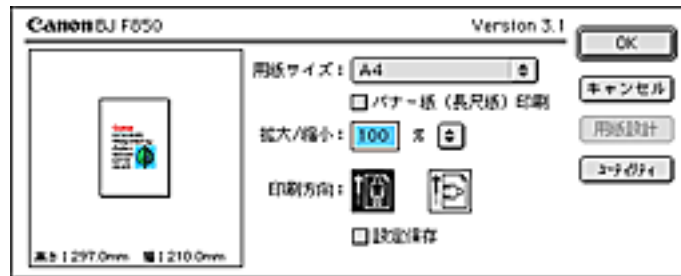 Canon BJ F850
Version 3.1
OK
用紙サイズ： A4
キャンセル
バナー紙（長尺紙）印刷
用紙設計
拡大/縮小： 100 %
ユーティリティ
印刷方向：
設定保存
高さ：297.0mm 幅：210.0mm